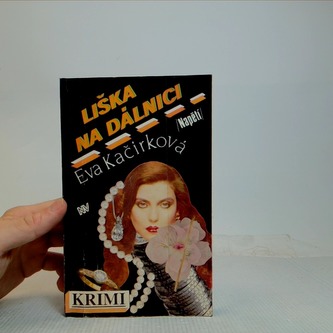 LIŠKA
NA DÁLNICI
/Napětí/
Eva Kačírková
KRIMI